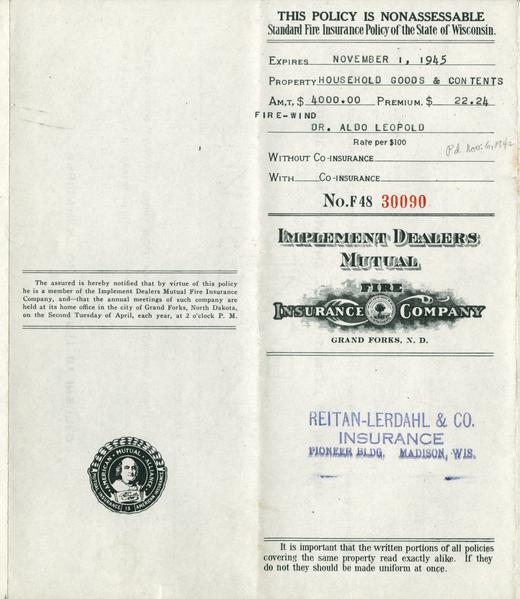 THIS POLICY IS NONASSESSABLE
Standard Fire Insurance Policy of the State of Wisconsin.
EXPIRES NOVEMBER 1, 1945
PROPERTY HOUSEHOLD GOODS & CONTENTS
AM,T, $ 4000.00 PREMIUM, $ 22.24
FIRE-WIND
DR. ALDO LEOPOLD
Rate per $100
Pd. Nov. 6, 1942
WITHOUT CO-INSURANCE
WITH CO-INSURANCE
No. F48 30090
IMPLEMENT DEALERS
MUTUAL
FIRE
INSURANCE COMPANY
GRAND FORKS, N. D.
REITAN-LERDAHL & CO.
INSURANCE
PIONEER BLDG. MADISON, WIS.
It is important that the written portions of all policies
covering the same property read exactly alike. If they
do not they should be made uniform at once.
The assured is hereby notified that by virtue of this policy
he is a member of the Implement Dealers Mutual Fire Insurance
Company, and—that the annual meetings of such company are
held at its home office in the city of Grand Forks, North Dakota,
on the Second Tuesday of April, each year, at 2 o'clock P. M.
AMERICAN MUTUAL ALLIANCE